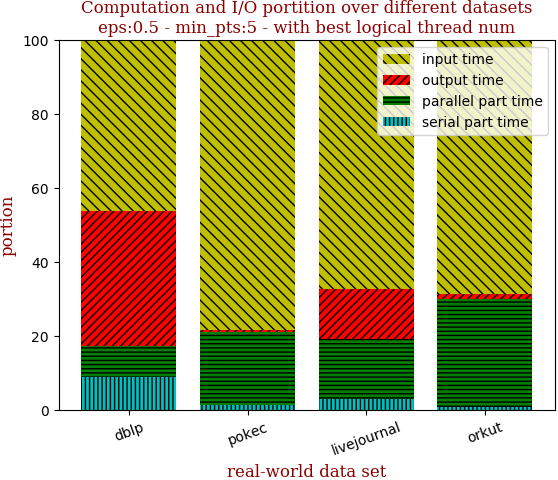 Computation and I/O portition over different datasets
eps:0.5 - min_pts:5 - with best logical thread num
input time
output time
parallel part time
serial part time
100
80
60
40
20
0
portion
dblp
pokec
livejournal
orkut
real-world data set